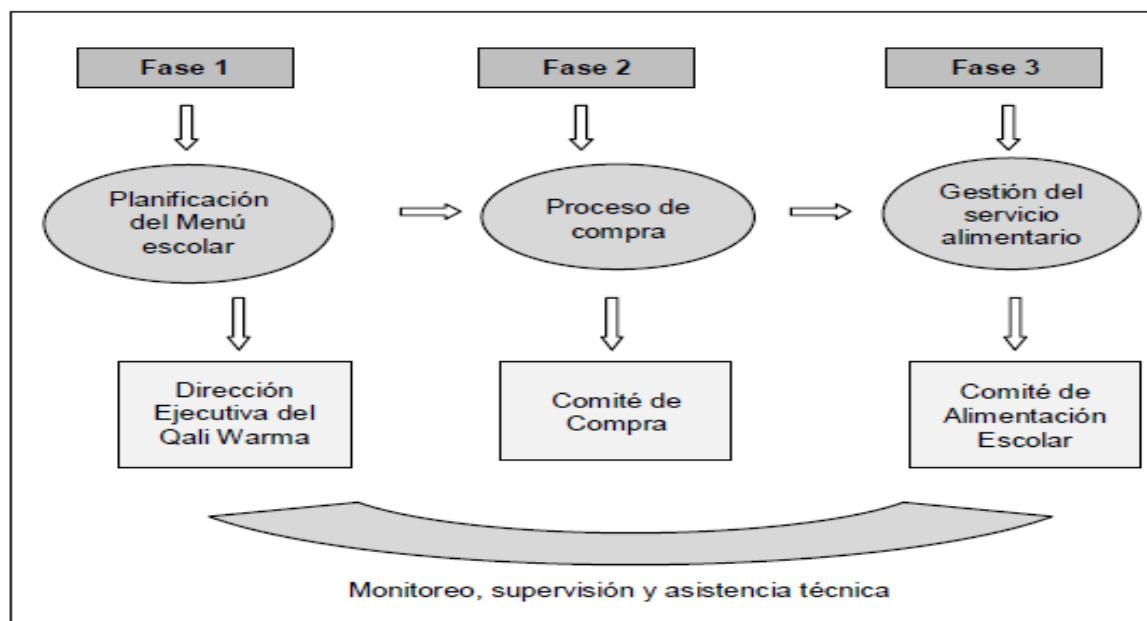 Fase 1
Fase 2
Fase 3
Planificación
del Menú
escolar
Proceso de
compra
Gestión del
servicio
alimentario
Dirección
Ejecutiva del
Qali Warma
Comité de
Compra
Comité de
Alimentación
Escolar
Monitoreo, supervisión y asistencia técnica